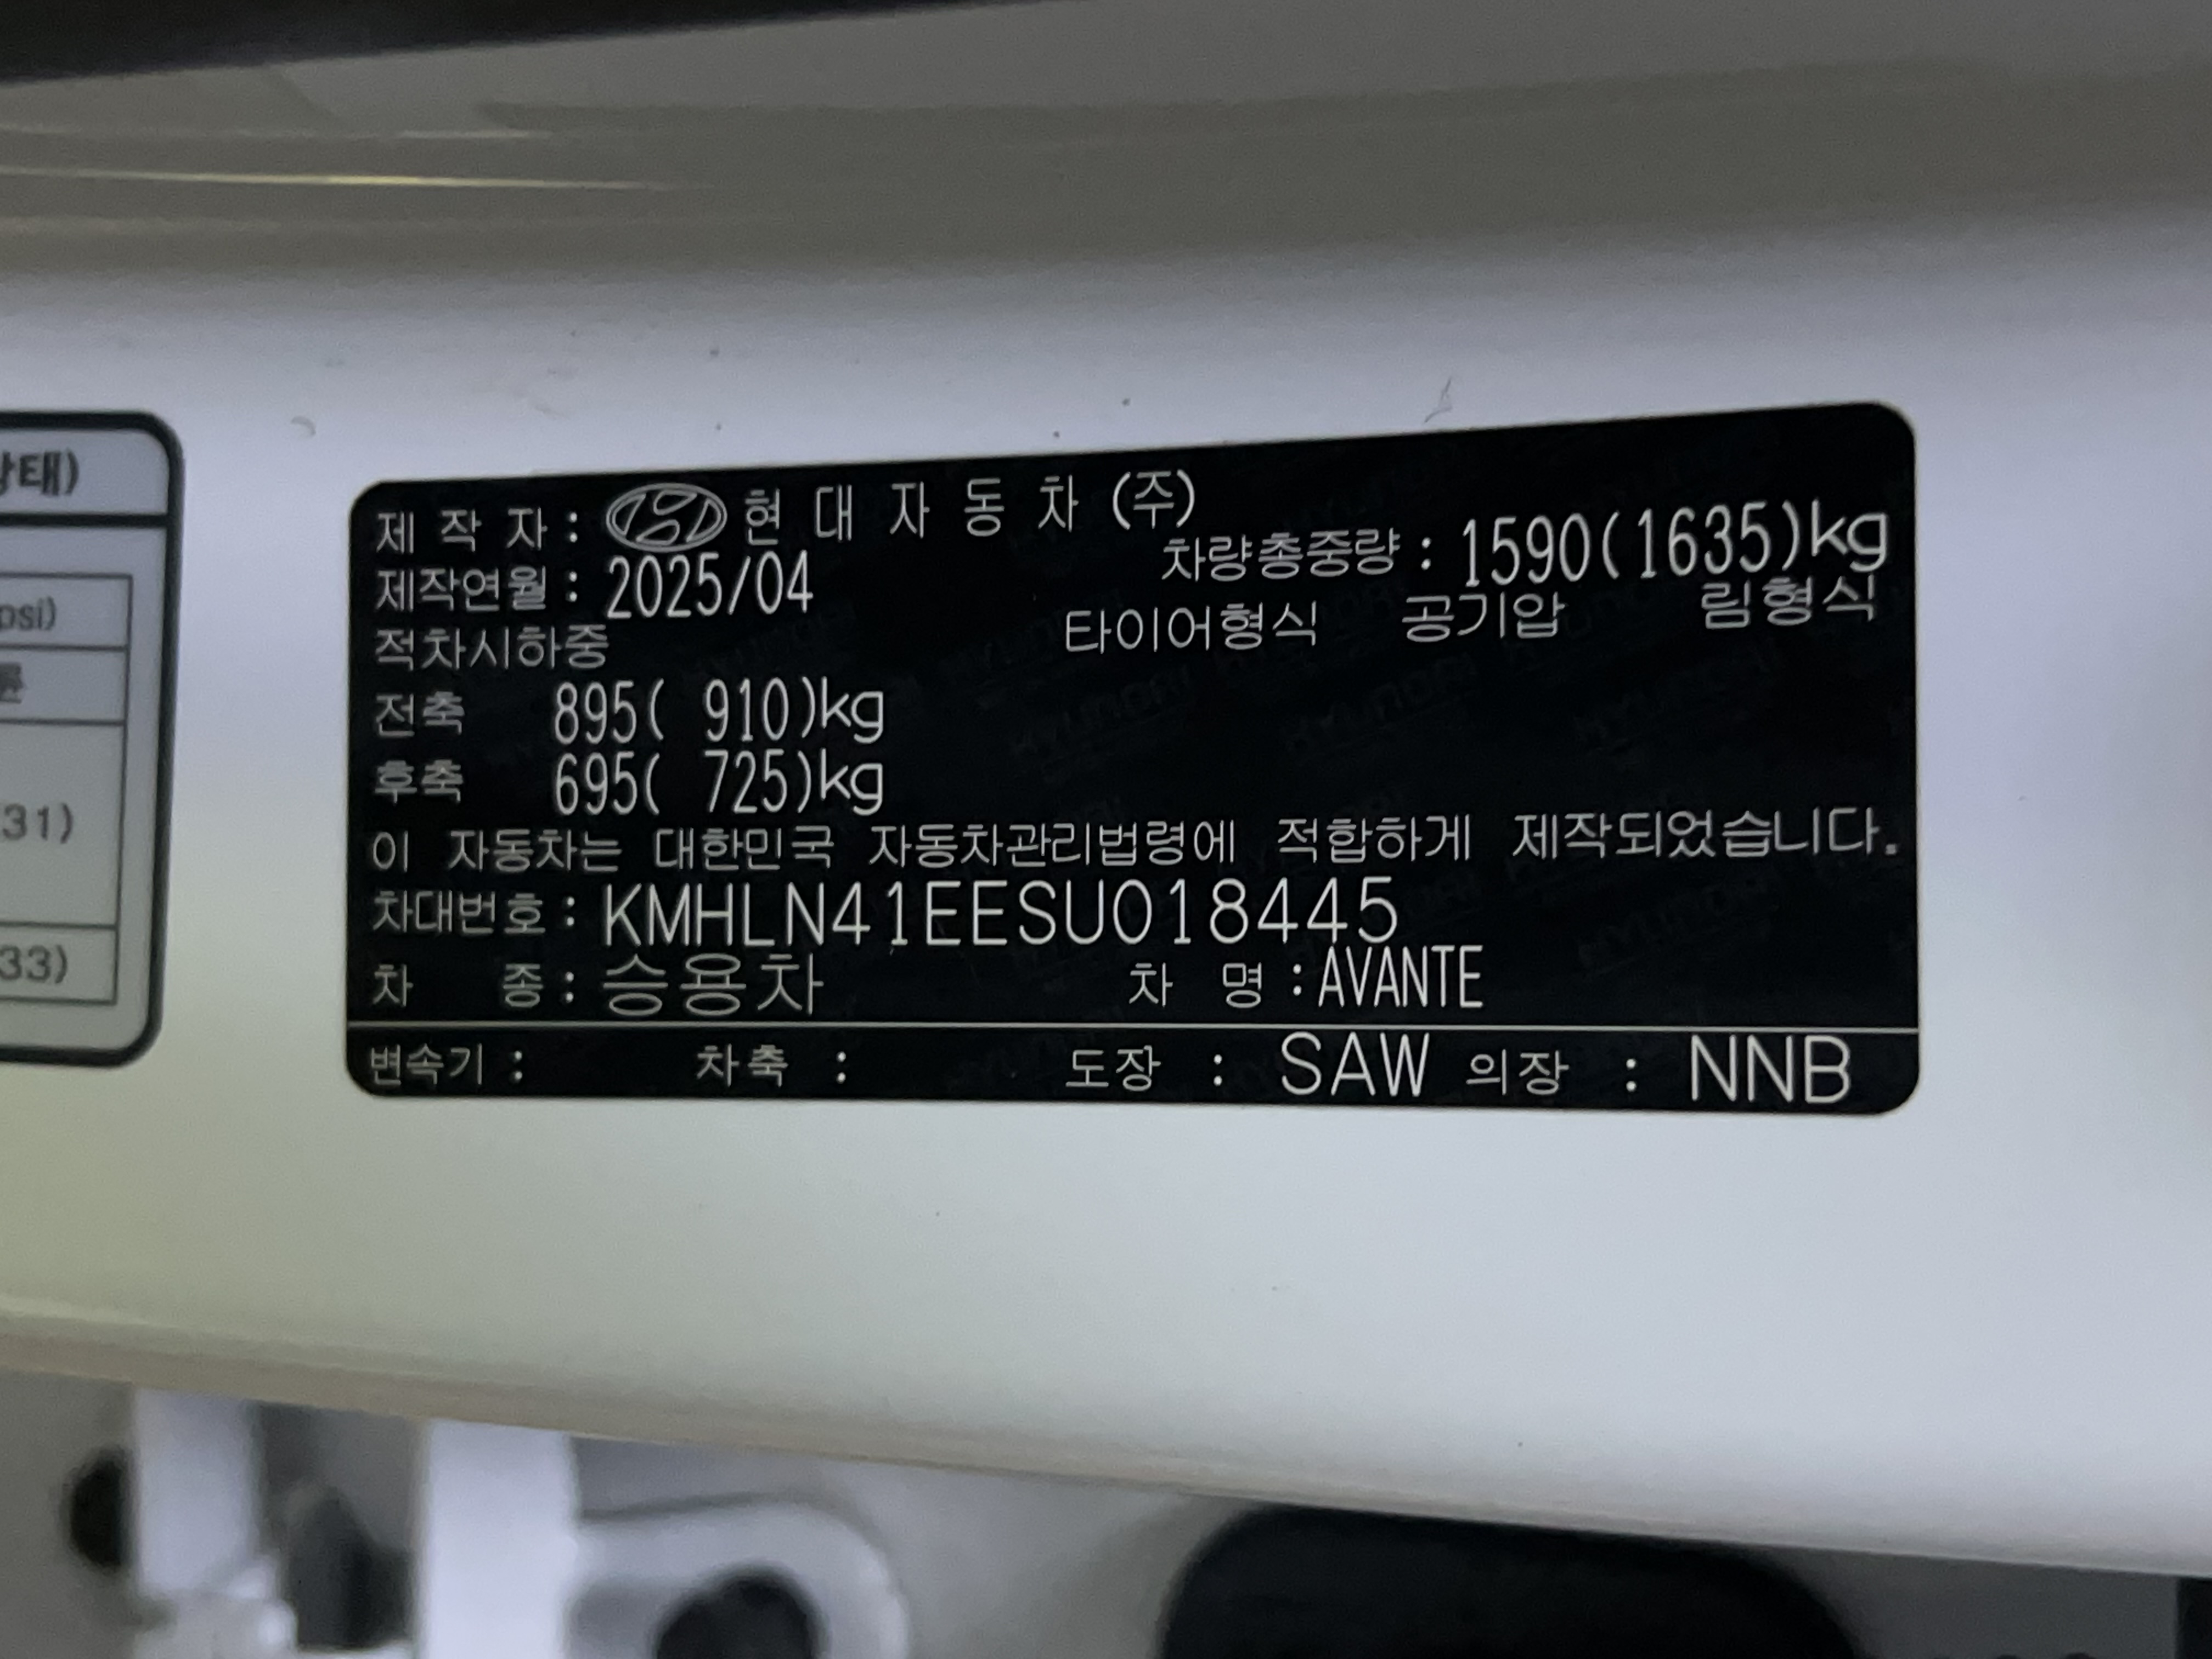 태)
psi)
31)
33)
제 작 자 : 현 대 자 동 차 (주)
제작연월 : 2025/04 차량총중량 : 1590(1635)kg
적차시하중 타이어형식 공기압 림형식
전축 895( 910)kg
후축 695( 725)kg
이 자동차는 대한민국 자동차관리법령에 적합하게 제작되었습니다.
차대번호 : KMHLN41EESU018445
차 종 : 승용차 차 명 : AVANTE
변속기 : 차축 : 도장 : SAW 의장 : NNB